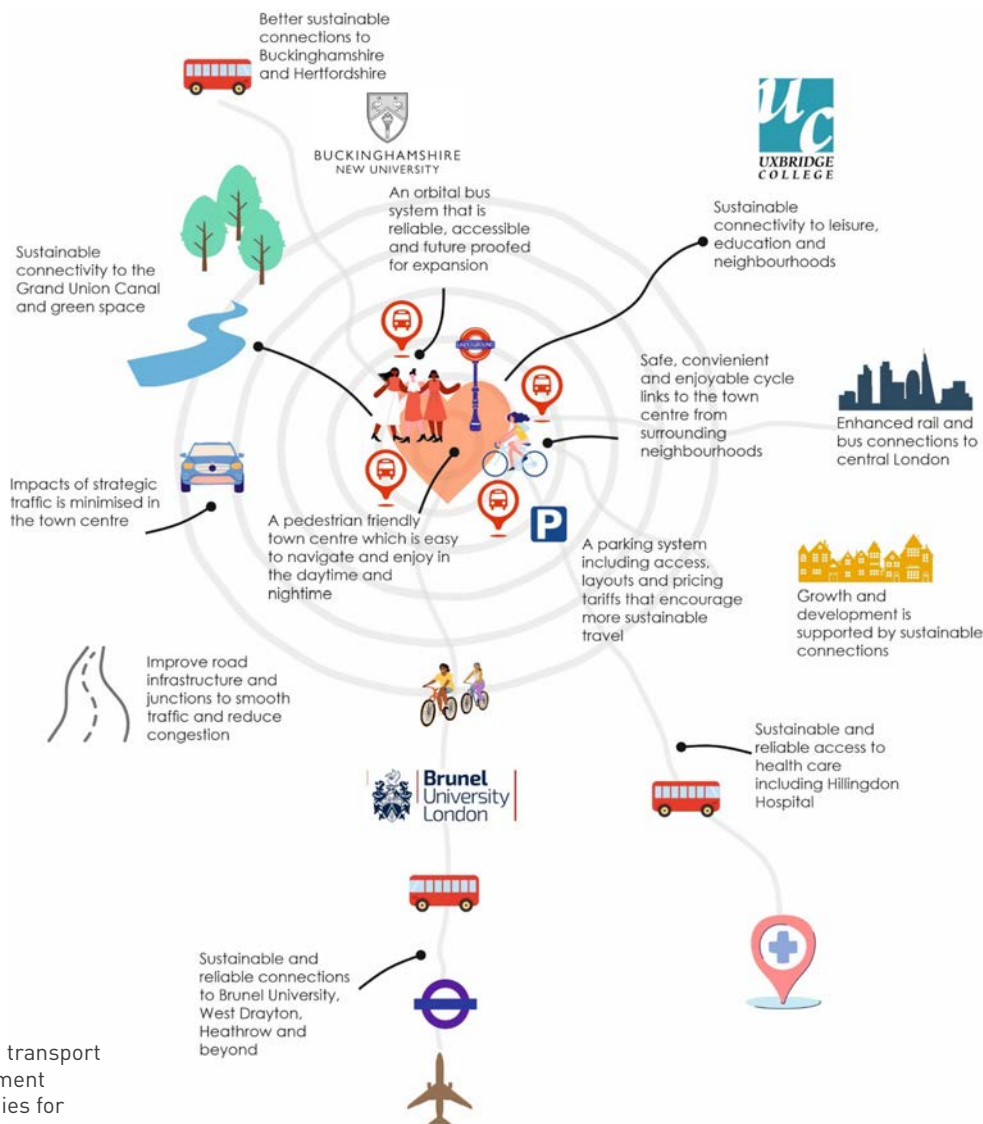 Better sustainable
connections to
Buckinghamshire
and Hertfordshire
BUCKINGHAMSHIRE
NEW UNIVERSITY
uc
UXBRIDGE
COLLEGE
An orbital bus
system that is
reliable, accessible
and future proofed
for expansion
Sustainable
connectivity to leisure,
education and
neighbourhoods
Sustainable
connectivity to the
Grand Union Canal
and green space
UNDERGROUND
Safe, convienient
and enjoyable cycle
links to the town
centre from
surrounding
neighbourhoods
Enhanced rail and
bus connections to
central London
Impacts of strategic
traffic is minimised in
the town centre
A pedestrian friendly
town centre which is easy
to navigate and enjoy in
the daytime and
nightime
P
A parking system
including access,
layouts and pricing
tariffs that encourage
more sustainable
travel
Growth and
development is
supported by sustainable
connections
Improve road
infrastructure and
junctions to smooth
traffic and reduce
congestion
Sustainable and
reliable access to
health care
including Hillingdon
Hospital
Brunel
University
London
Sustainable and
reliable connections
to Brunel University,
West Drayton,
Heathrow and
beyond
transport
ment
ies for